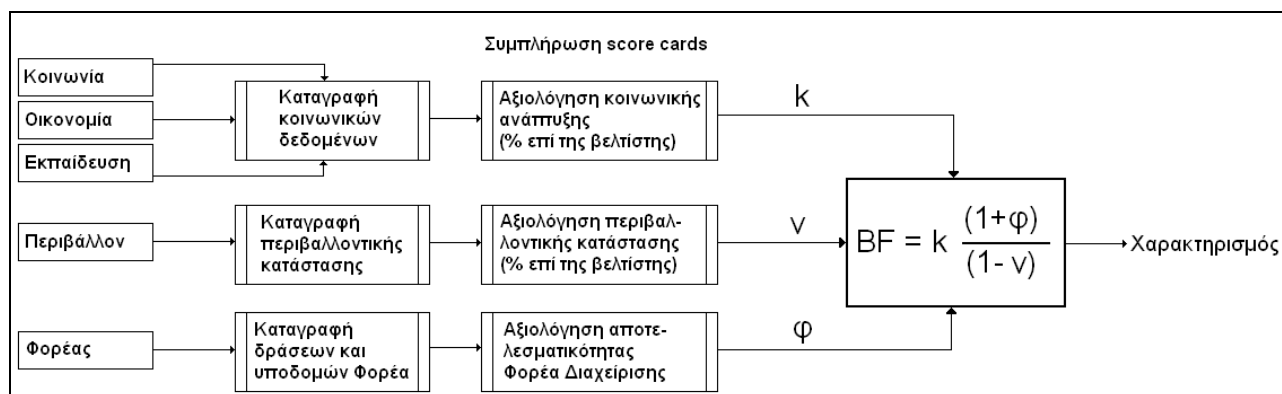 Συμπλήρωση score cards
Κοινωνία
Οικονομία
Εκπαίδευση
Καταγραφή
κοινωνικών
δεδομένων
Αξιολόγηση κοινωνικής
ανάπτυξης
(% επί της βελτίστης)
k
Περιβάλλον
Καταγραφή
περιβαλλοντικής
κατάστασης
Αξιολόγηση περιβαλ-
λοντικής κατάστασης
(% επί της βελτίστης)
ν
Φορέας
Καταγραφή
δράσεων και
υποδομών Φορέα
Αξιολόγηση αποτε-
λεσματικότητας
Φορέα Διαχείρισης
φ
BF = k (1+φ)
(1- ν)
Χαρακτηρισμός